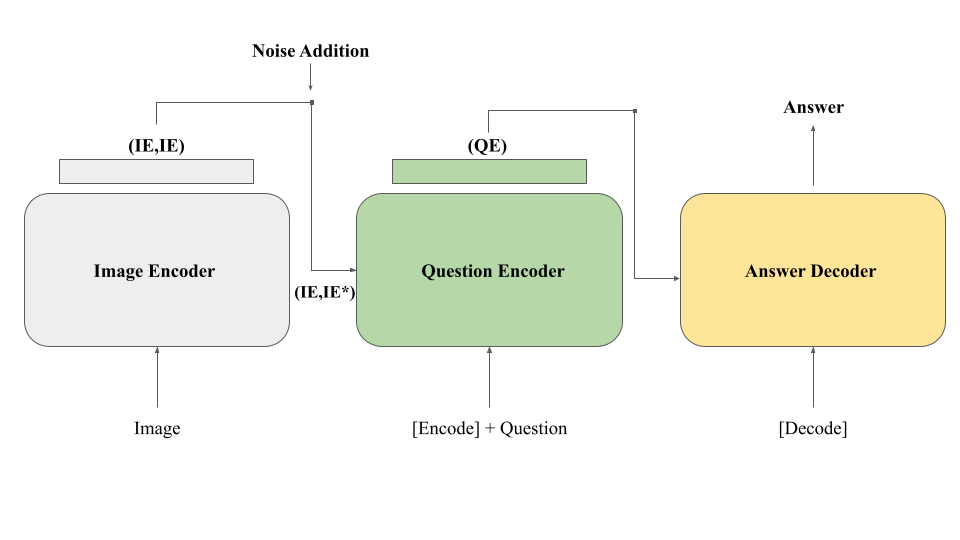 Noise Addition
Answer
(IE,IE)
(QE)
Image Encoder
Question Encoder
Answer Decoder
(IE,IE*)
Image
[Encode] + Question
[Decode]